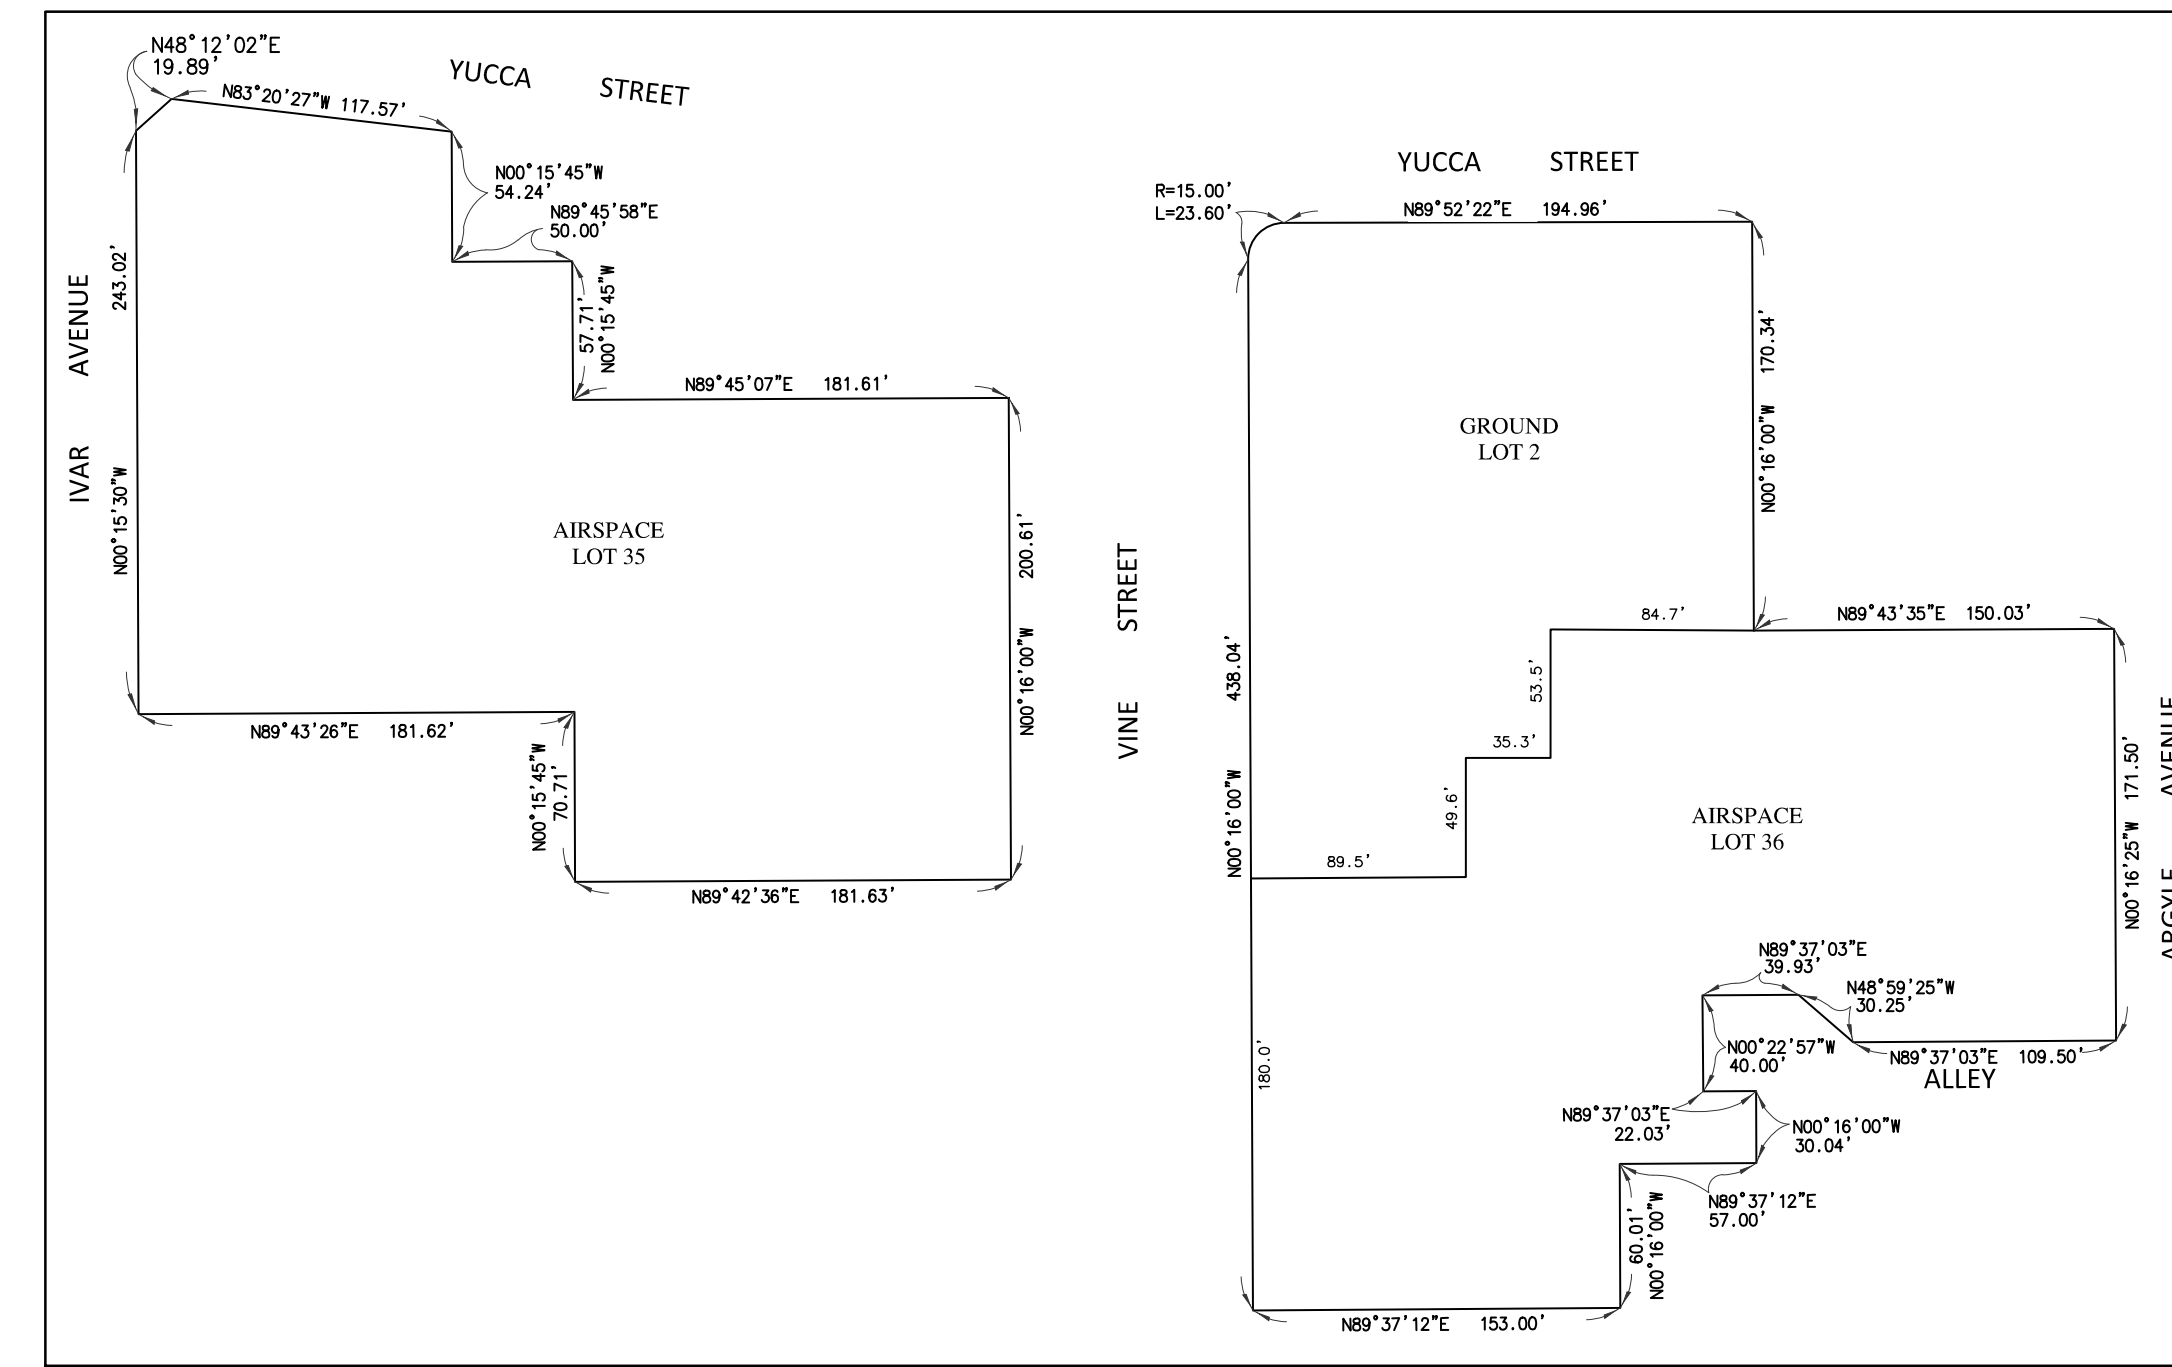 N48°12'02"E
19.89'
N83°20'27"W 117.57'
YUCCA STREET
N00°15'45"W
54.24'
N89°45'58"E
50.00'
243.02'
N00°15'30"W
IVAR AVENUE
57.71'
N00°15'45"W
N89°45'07"E 181.61'
AIRSPACE
LOT 35
200.61'
N00°16'00"W
N89°43'26"E 181.62'
N00°15'45"W
70.71'
N89°42'36"E 181.63'
VINE STREET
YUCCA STREET
R=15.00'
L=23.60'
N89°52'22"E 194.96'
N00°16'00"W 170.34'
GROUND
LOT 2
84.7'
N89°43'35"E 150.03'
53.5'
35.3'
438.04'
N00°16'00"W
49.6'
89.5'
AIRSPACE
LOT 36
N00°16'25"W 171.50'
ARGYLE AVENUE
N89°37'03"E
39.93'
N48°59'25"W
30.25'
N00°22'57"W
40.00'
N89°37'03"E 109.50'
ALLEY
180.0'
N89°37'03"E
22.03'
N00°16'00"W
30.04'
N89°37'12"E
57.00'
60.01'
N00°16'00"W
N89°37'12"E 153.00'